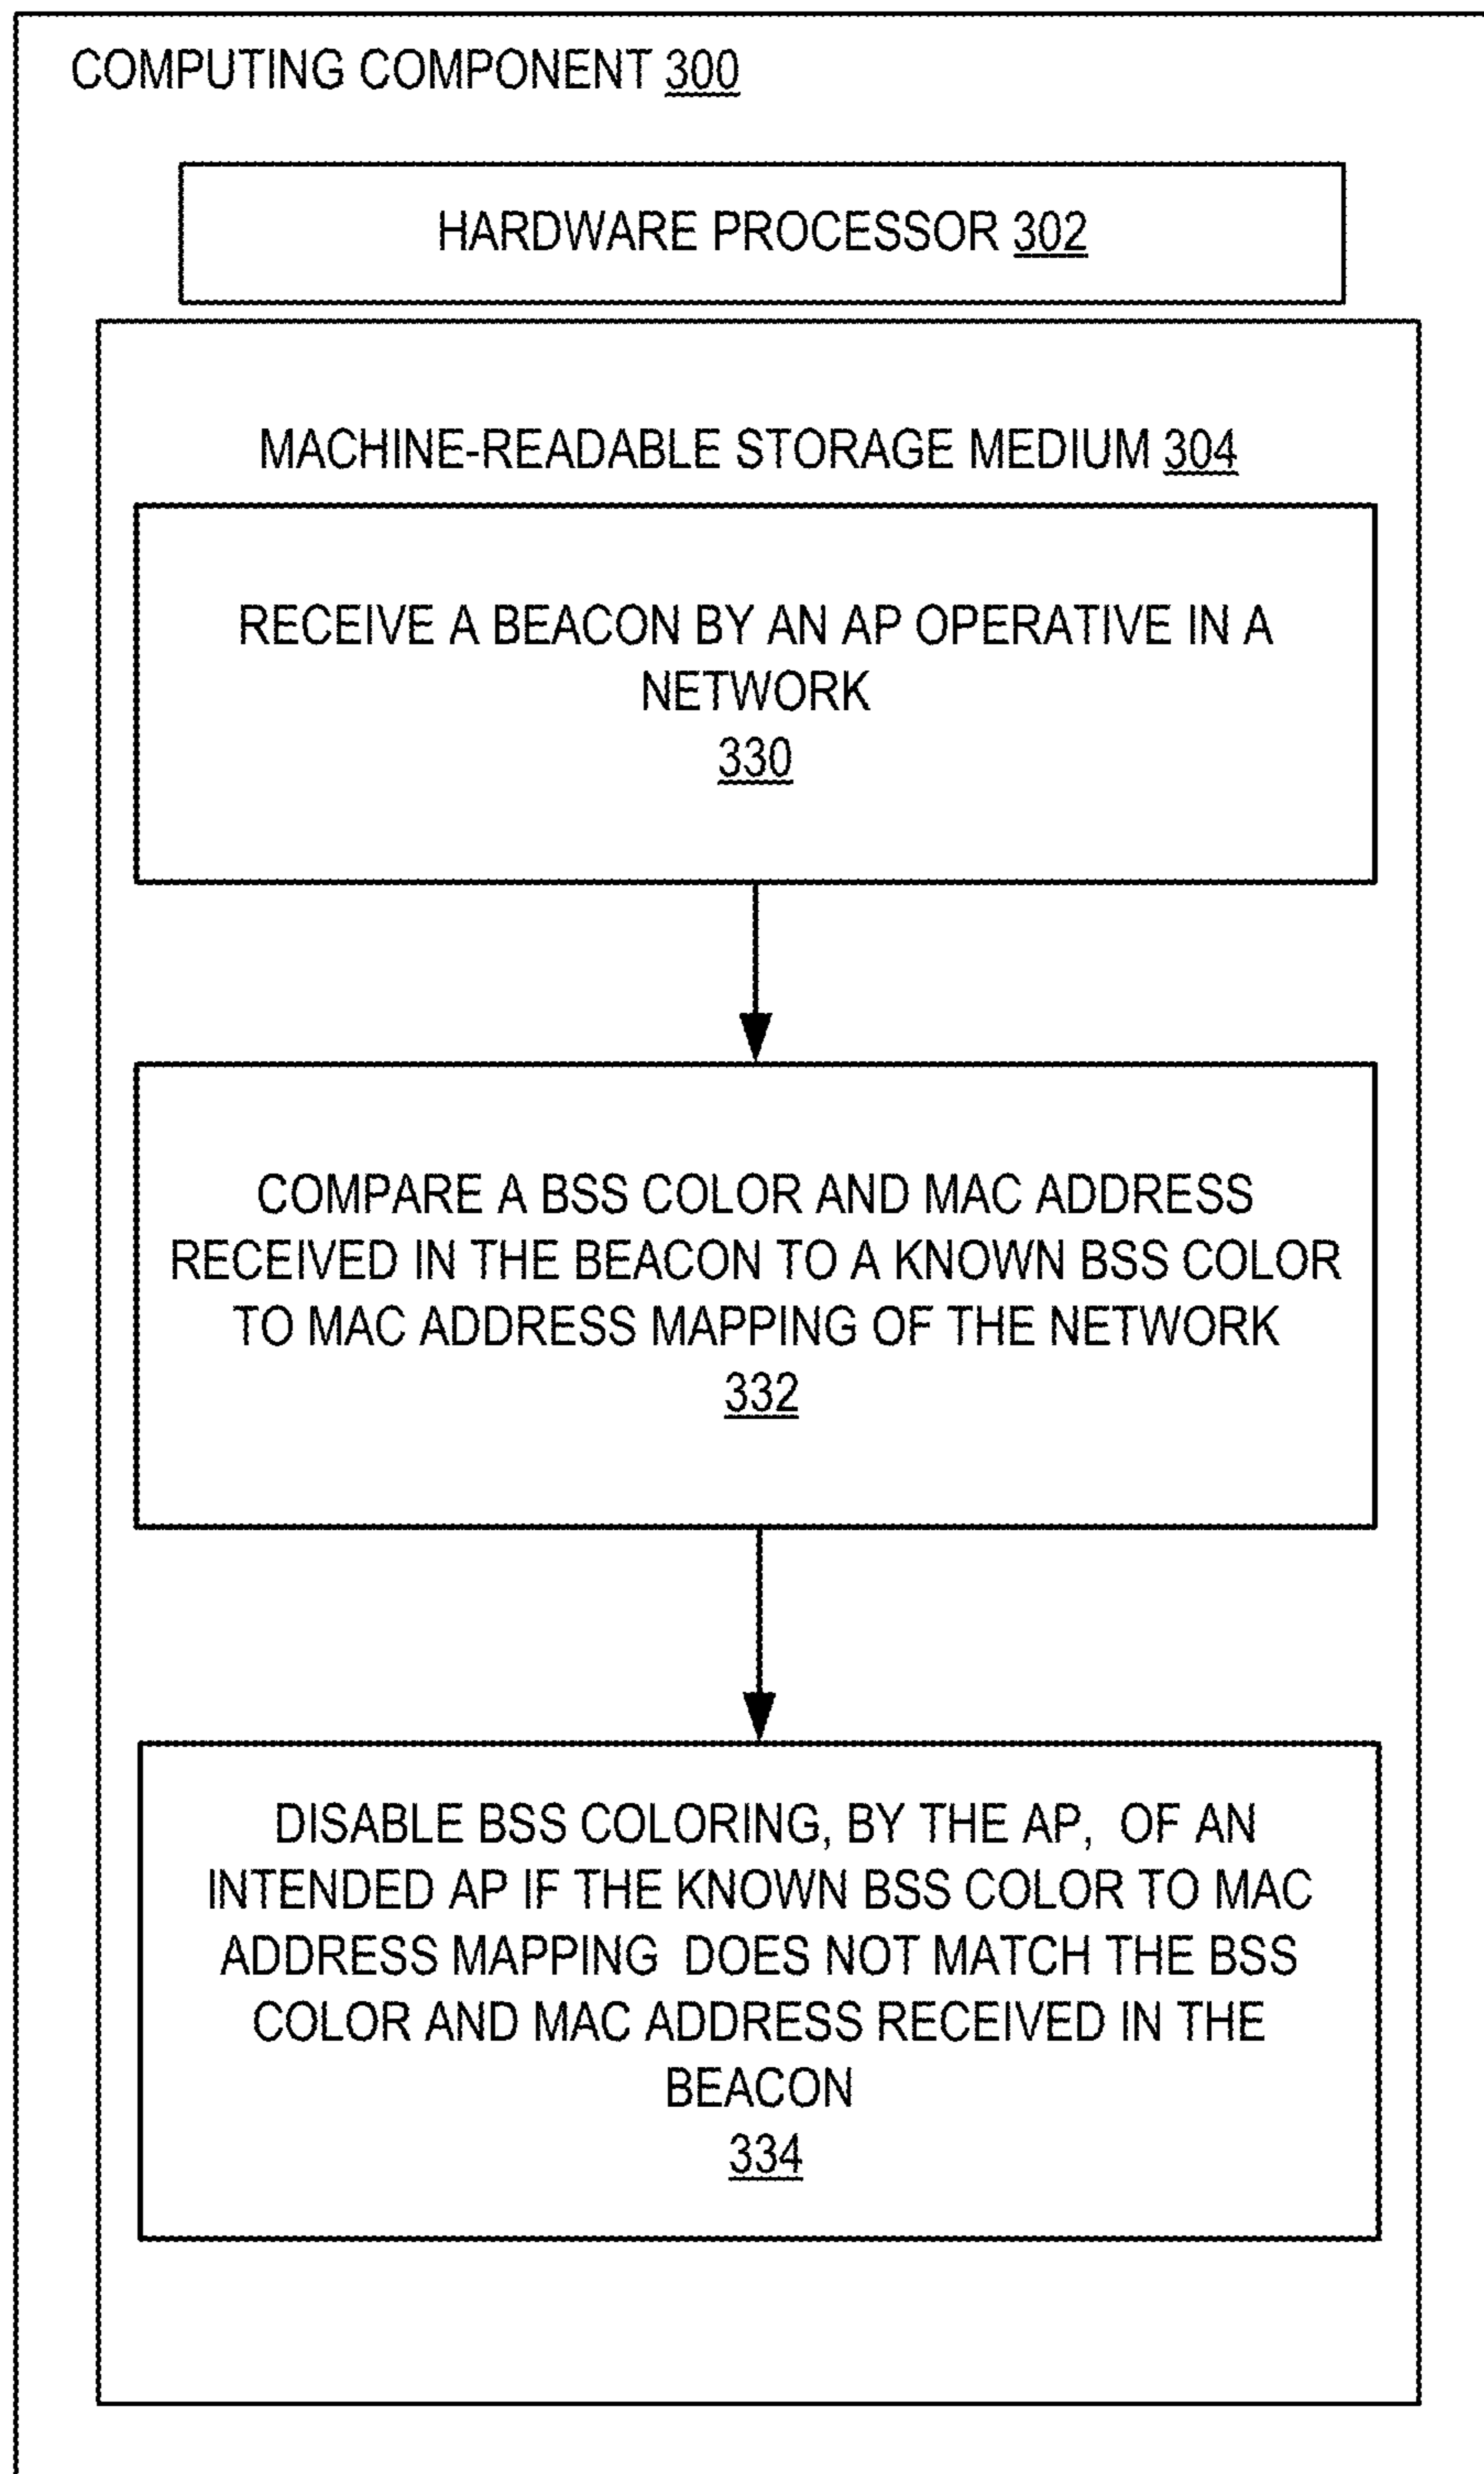 COMPUTING COMPONENT 300
HARDWARE PROCESSOR 302
MACHINE-READABLE STORAGE MEDIUM 304
RECEIVE A BEACON BY AN AP OPERATIVE IN A
NETWORK
330
COMPARE A BSS COLOR AND MAC ADDRESS
RECEIVED IN THE BEACON TO A KNOWN BSS COLOR
TO MAC ADDRESS MAPPING OF THE NETWORK
332
DISABLE BSS COLORING, BY THE AP, OF AN
INTENDED AP IF THE KNOWN BSS COLOR TO MAC
ADDRESS MAPPING DOES NOT MATCH THE BSS
COLOR AND MAC ADDRESS RECEIVED IN THE
BEACON
334